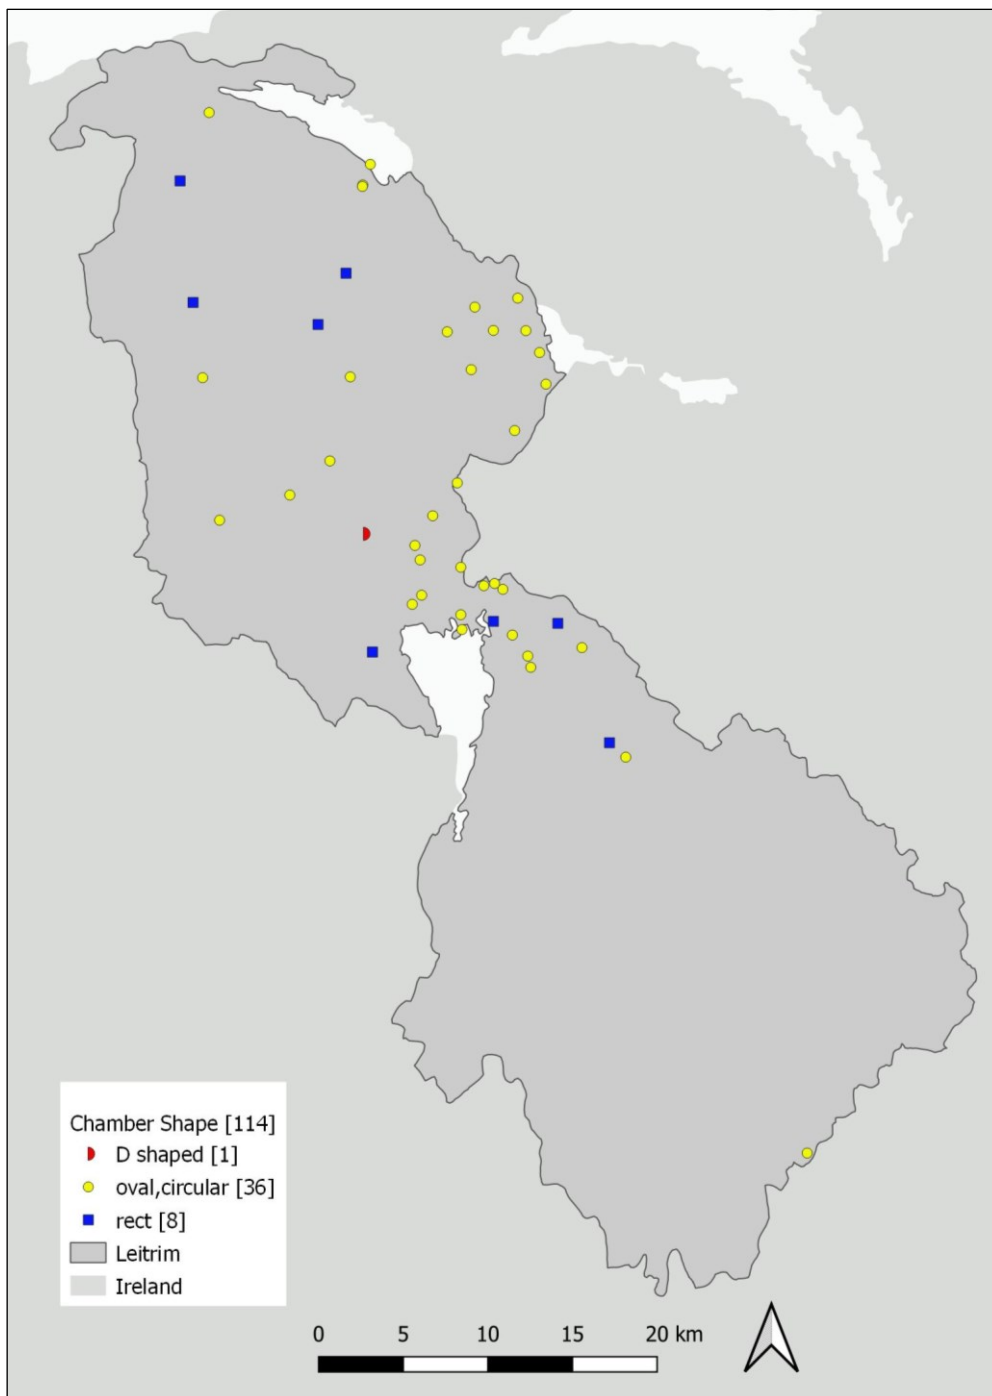 Chamber Shape [114]
D shaped [1]
oval,circular [36]
rect [8]
Leitrim
Ireland
0 5 10 15 20 km